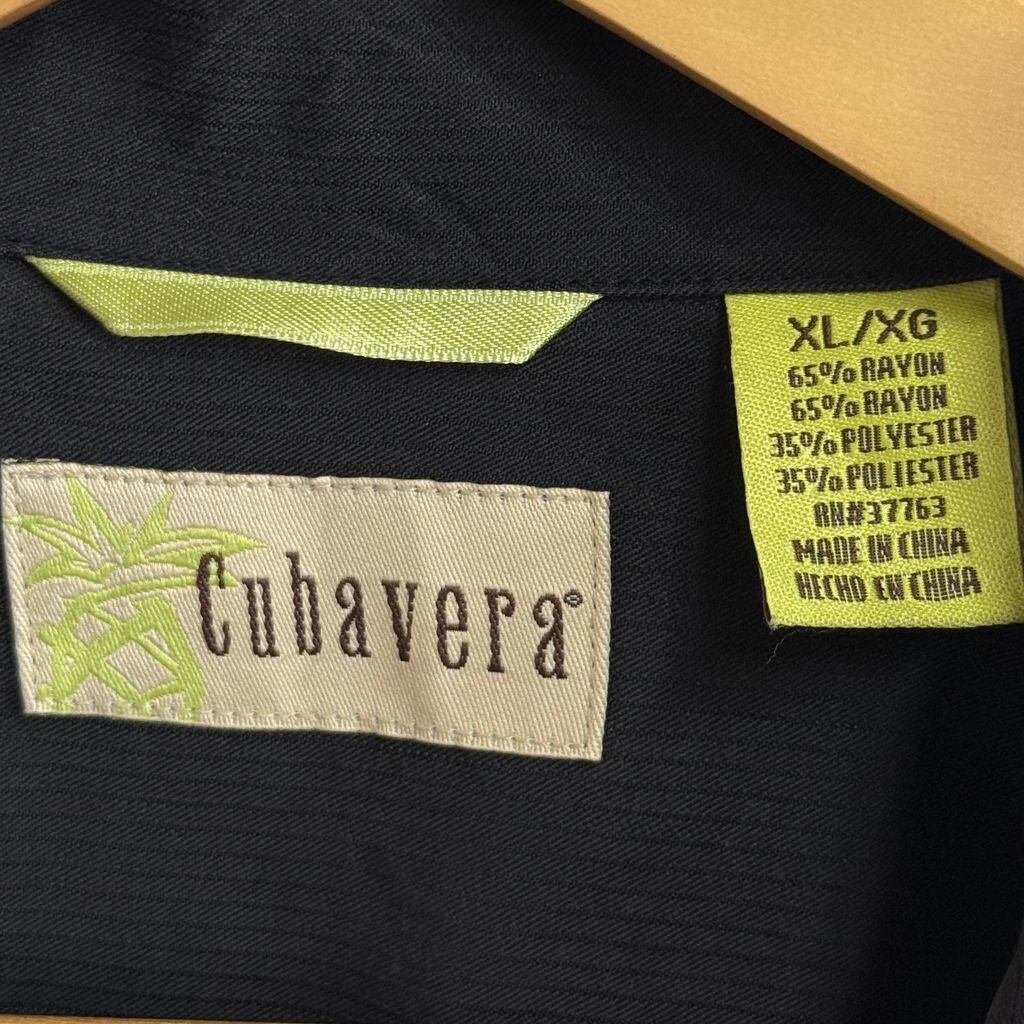 Cubavera®
XL/XG
65% RAYON
65% RAYON
35% POLYESTER
35% POLIESTER
RN#37763
MADE IN CHINA
HECHO EN CHINA